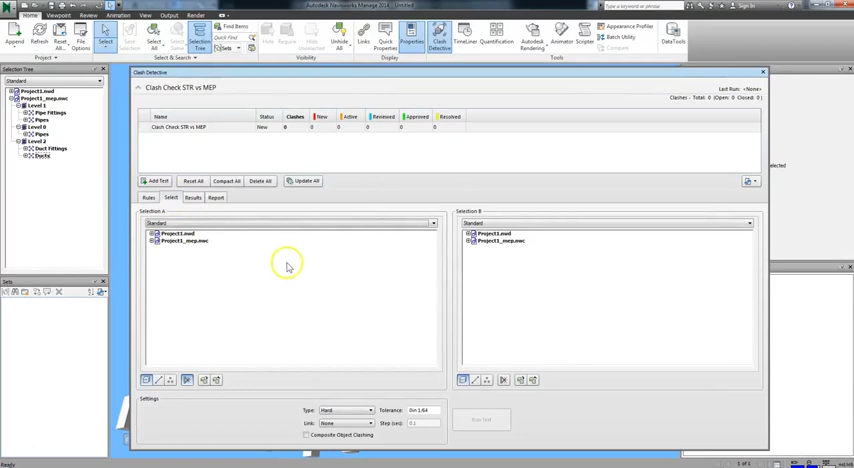 Autodesk Navisworks Manage 2014 Untitled
Type a keyword or phrase
Sign In
Home Viewpoint Review Animation View Output Render
Append Refresh Reset All... File Options Select Save Selection Select All Selection Tree
Find Items
Quick Find
Sets
Hide Require Hide Unselected Unhide All
Links Quick Properties Properties
Clash Detective TimeLiner Quantification Autodesk Rendering Animator Scripter
Appearance Profiler
Batch Utility
Compare
DataTools
Project Select & Search Visibility Display Tools
Selection Tree
Standard
Project1.nwd
Project1_mep.nwc
Level 1
Pipe Fittings
Pipes
Level 0
Pipes
Level 2
Duct Fittings
Ducts
Sets
Clash Detective
Clash Check STR vs MEP
Last Run: <None>
Clashes - Total: 0 (Open: 0 Closed: 0)
Name Status Clashes New Active Reviewed Approved Resolved
Clash Check STR vs MEP New 0 0 0 0 0 0
Add Test Reset All Compact All Delete All Update All
Rules Select Results Report
Selection A
Standard
Project1.nwd
Project1_mep.nwc
Selection B
Standard
Project1.nwd
Project1_mep.nwc
Settings
Type: Hard Tolerance: 0in 1/64
Link: None Step (sec): 0.1
Composite Object Clashing
Run Test
Ready
1 of 1